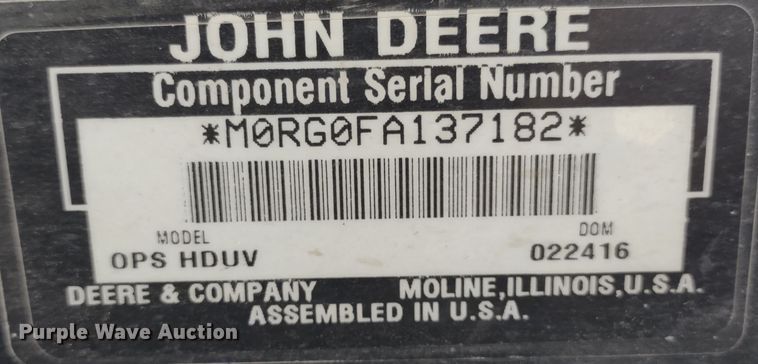 JOHN DEERE
Component Serial Number
*M0RG0FA137182*
MODEL DOM
OPS HDUV 022416
DEERE & COMPANY MOLINE, ILLINOIS, U.S.A.
ASSEMBLED IN U.S.A.
Purple Wave Auction